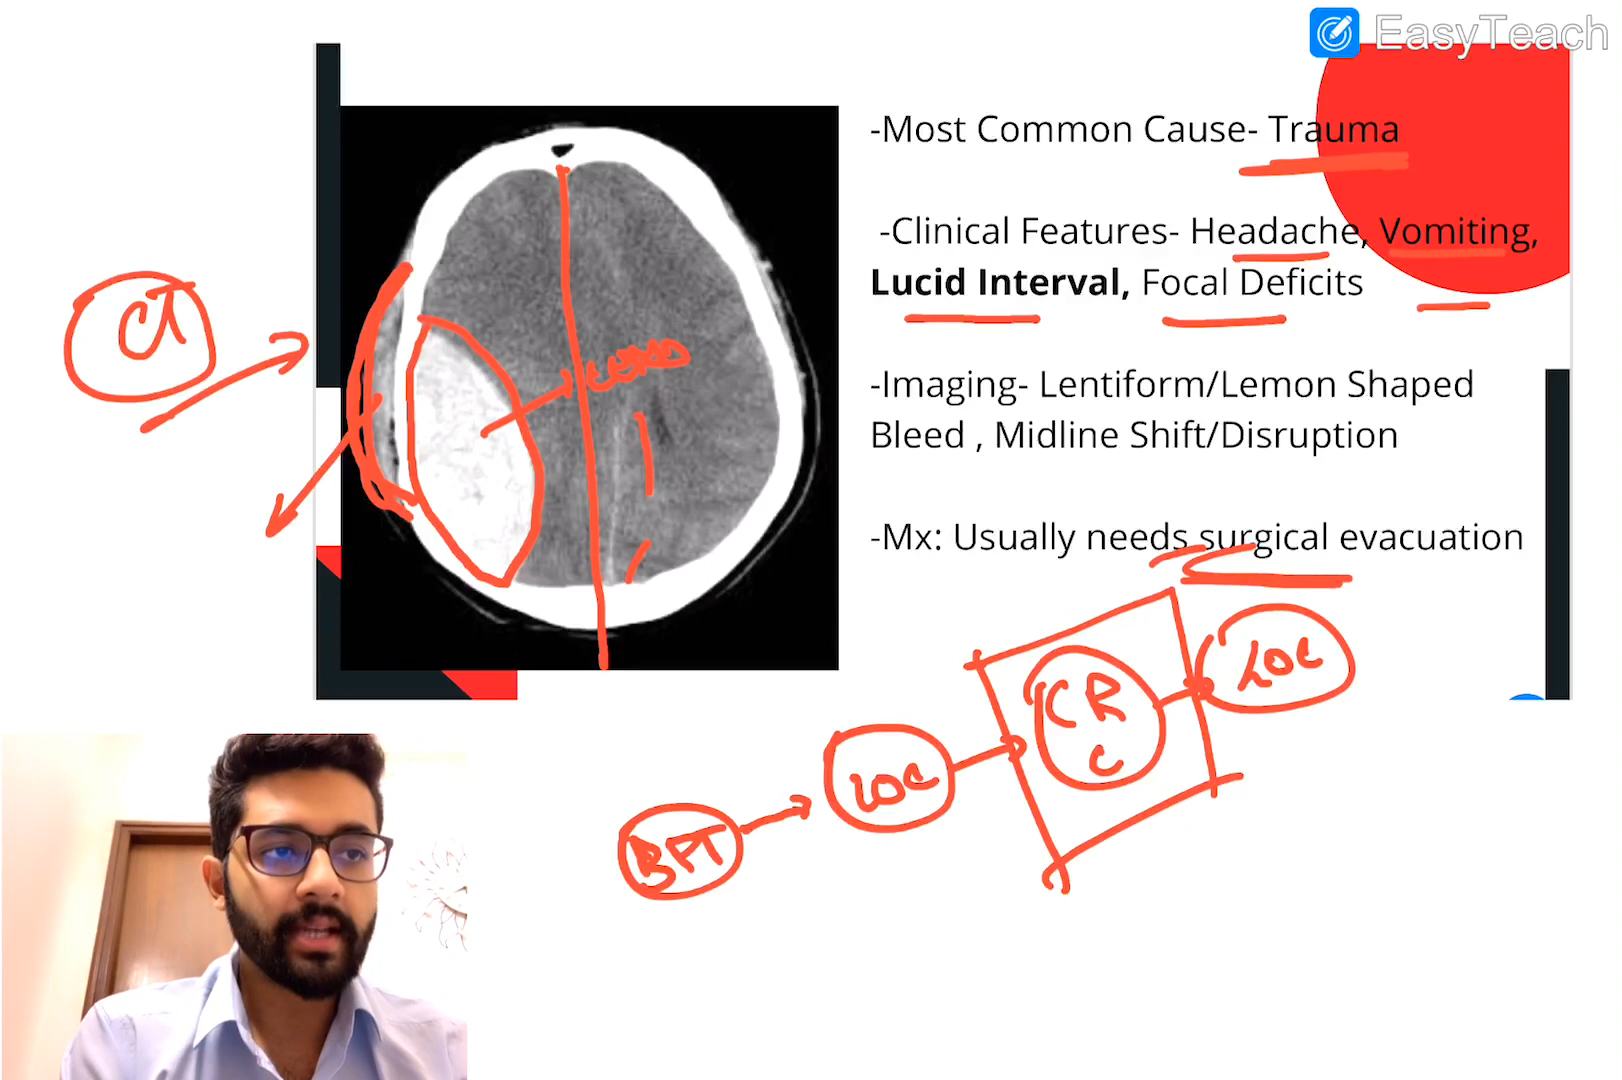 EasyTeach
-Most Common Cause- Trauma
-Clinical Features- Headache, Vomiting,
Lucid Interval, Focal Deficits
-Imaging- Lentiform/Lemon Shaped
Bleed , Midline Shift/Disruption
-Mx: Usually needs surgical evacuation
CT
LOC
CR
C
LOC